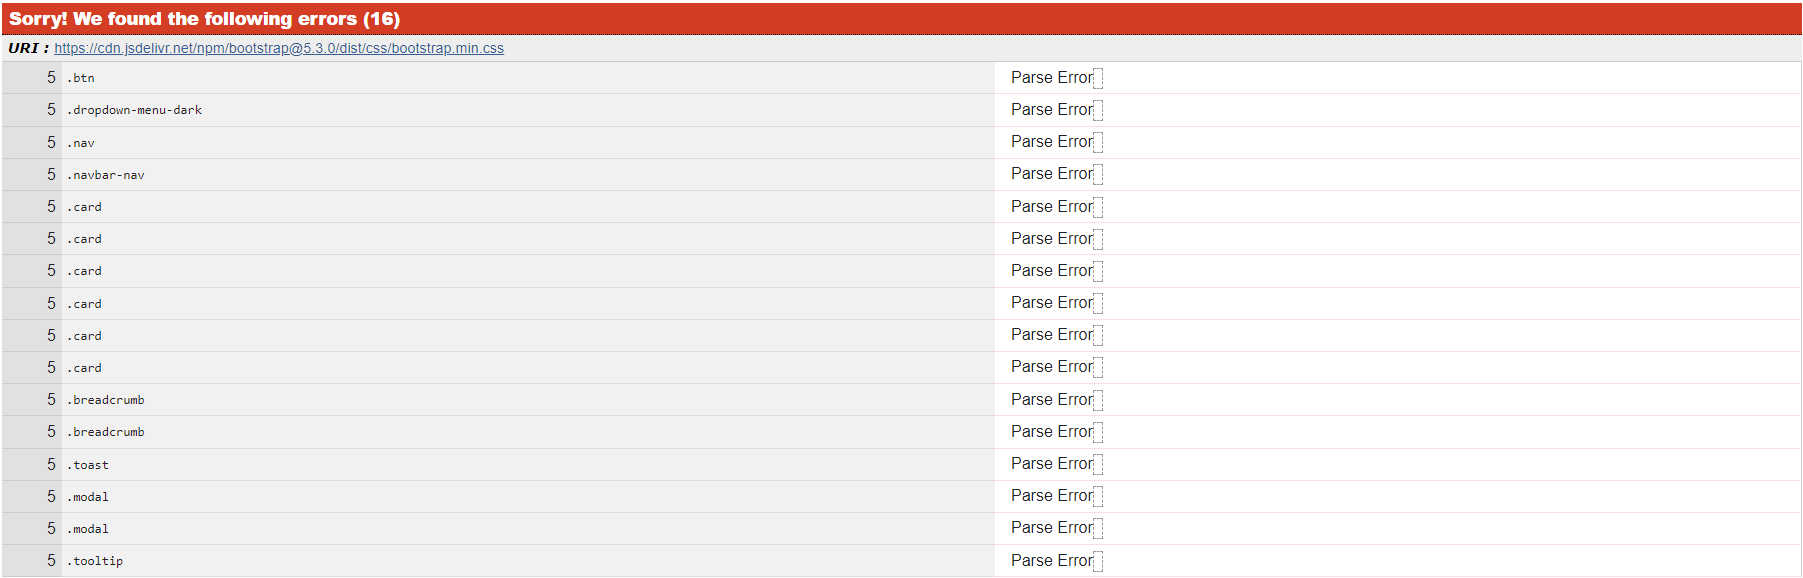 Sorry! We found the following errors (16)
URI : https://cdn.jsdelivr.net/npm/bootstrap@5.3.0/dist/css/bootstrap.min.css
5 .btn Parse Error
5 .dropdown-menu-dark Parse Error
5 .nav Parse Error
5 .navbar-nav Parse Error
5 .card Parse Error
5 .card Parse Error
5 .card Parse Error
5 .card Parse Error
5 .card Parse Error
5 .card Parse Error
5 .breadcrumb Parse Error
5 .breadcrumb Parse Error
5 .toast Parse Error
5 .modal Parse Error
5 .modal Parse Error
5 .tooltip Parse Error